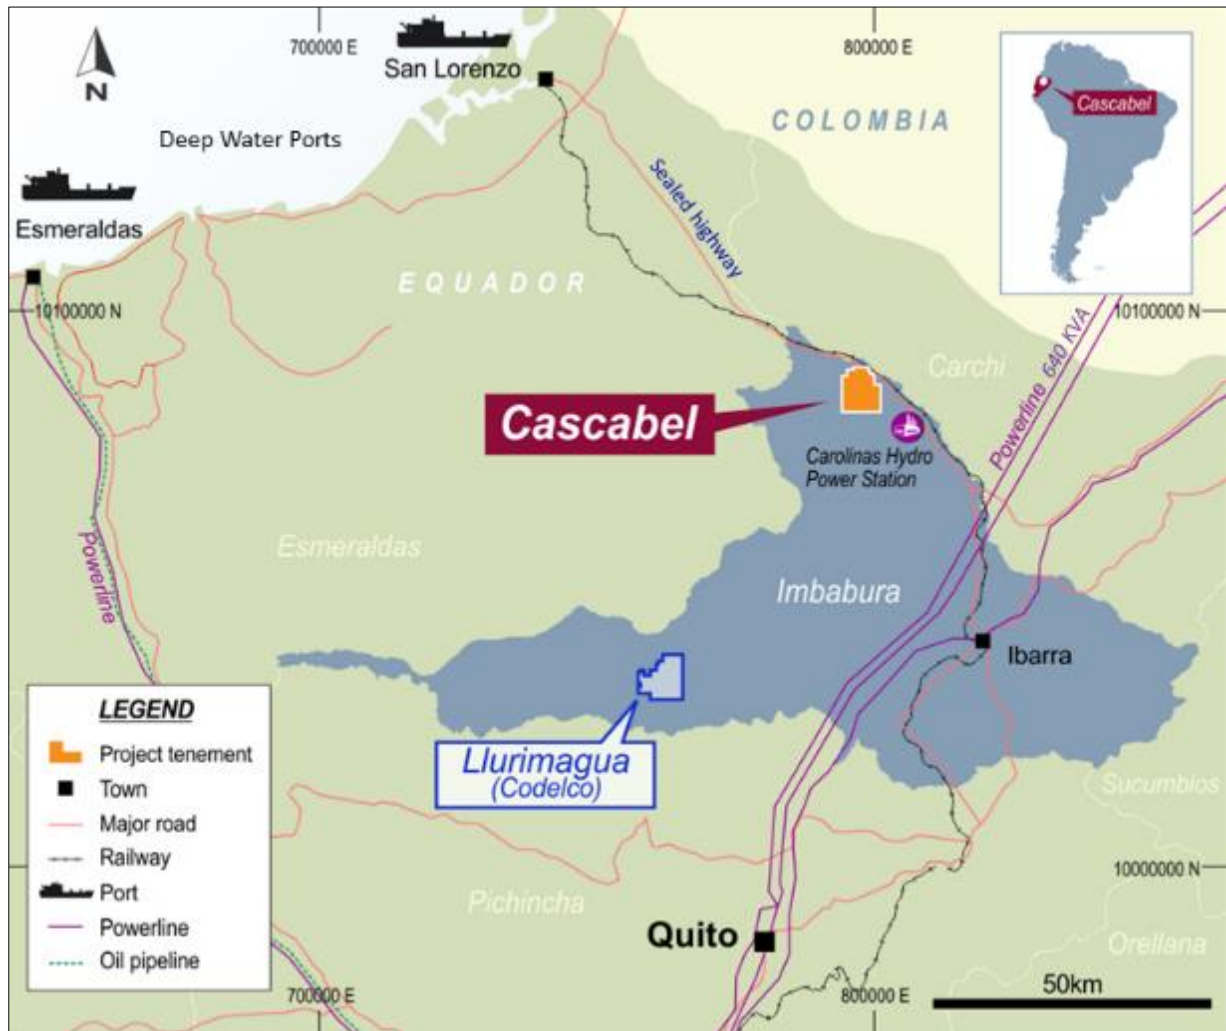 700000 E
800000 E
San Lorenzo
N
Deep Water Ports
COLOMBIA
Cascabel
Esmeraldas
Sealed highway
EQUADOR
10100000 N
10100000 N
Carchi
Powerline 640 KVA
Cascabel
Carolinas Hydro
Power Station
Esmeraldas
Powerline
Imbabura
Ibarra
LEGEND
Project tenement
Town
Major road
Railway
Port
Powerline
Oil pipeline
Llurimagua
(Codelco)
Sucumbios
10000000 N
Pichincha
Quito
Orellana
700000 E
800000 E
50km